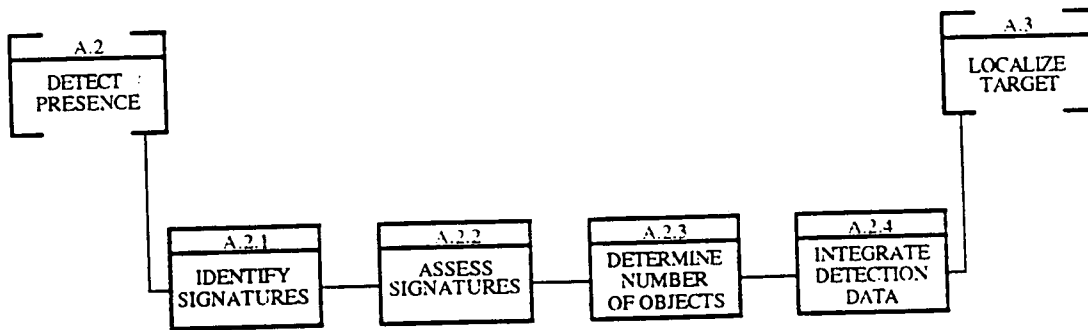 A.2
DETECT
PRESENCE
A.3
LOCALIZE
TARGET
A.2.1
IDENTIFY
SIGNATURES
A.2.2
ASSESS
SIGNATURES
A.2.3
DETERMINE
NUMBER
OF OBJECTS
A.2.4
INTEGRATE
DETECTION
DATA